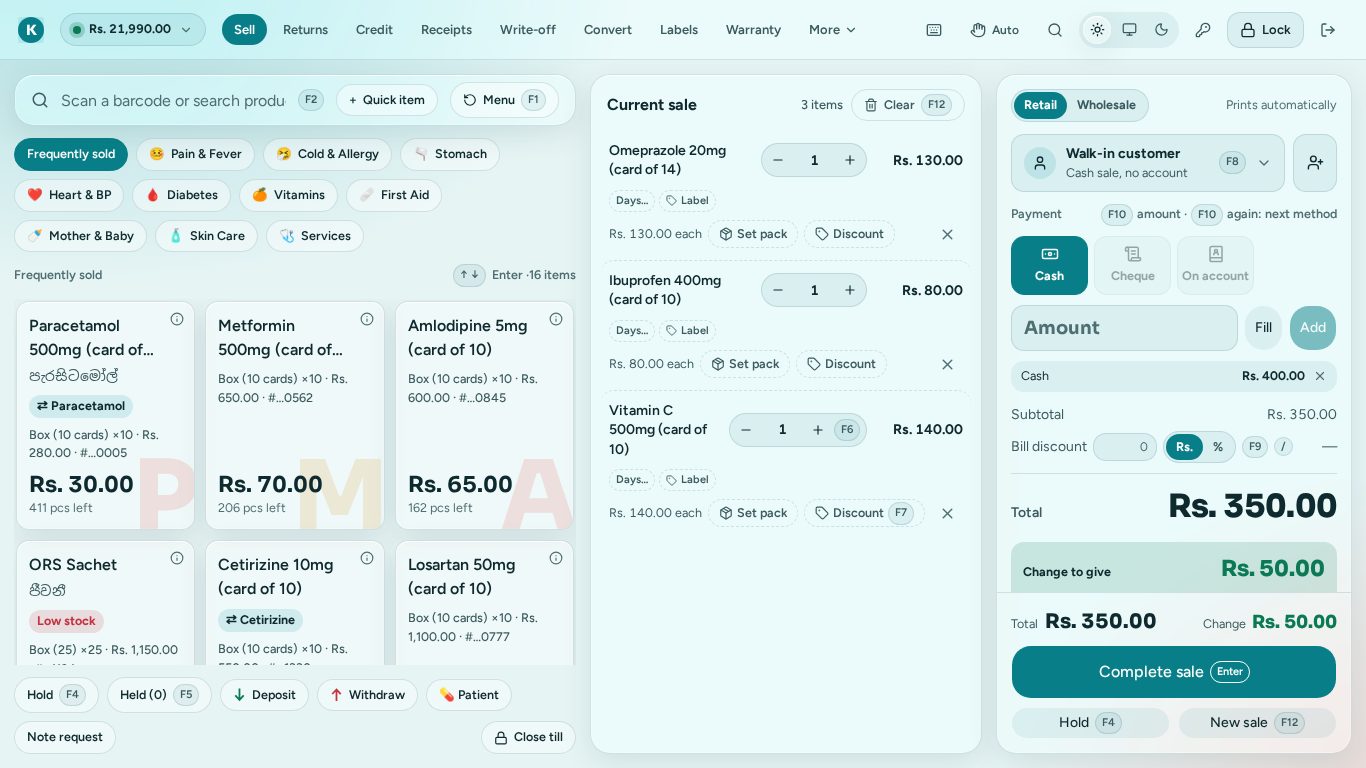 K
Rs. 21,990.00
Sell
Returns
Credit
Receipts
Write-off
Convert
Labels
Warranty
More
Auto
Lock
Scan a barcode or search produ
F2
+ Quick item
Menu F1
Frequently sold
Pain & Fever
Cold & Allergy
Stomach
Heart & BP
Diabetes
Vitamins
First Aid
Mother & Baby
Skin Care
Services
Frequently sold
↑ ↓ Enter ·16 items
Paracetamol
500mg (card of...
පැරසිටමෝල්
⇄ Paracetamol
Box (10 cards) ×10 · Rs.
280.00 · #…0005
Rs. 30.00
411 pcs left
P
Metformin
500mg (card of...
Box (10 cards) ×10 · Rs.
650.00 · #…0562
Rs. 70.00
206 pcs left
M
Amlodipine 5mg
(card of 10)
Box (10 cards) ×10 · Rs.
600.00 · #…0845
Rs. 65.00
162 pcs left
A
ORS Sachet
ජීවනී
Low stock
Box (25) ×25 · Rs. 1,150.00
Cetirizine 10mg
(card of 10)
⇄ Cetirizine
Box (10 cards) ×10 · Rs.
Losartan 50mg
(card of 10)
Box (10 cards) ×10 · Rs.
1,100.00 · #…0777
Hold F4
Held (0) F5
Deposit
Withdraw
Patient
Note request
Close till
Current sale
3 items
Clear F12
Omeprazole 20mg
(card of 14)
− 1 +
Rs. 130.00
Days…
Label
Rs. 130.00 each
Set pack
Discount
Ibuprofen 400mg
(card of 10)
− 1 +
Rs. 80.00
Days…
Label
Rs. 80.00 each
Set pack
Discount
Vitamin C
500mg (card of
10)
− 1 + F6
Rs. 140.00
Days…
Label
Rs. 140.00 each
Set pack
Discount F7
Retail
Wholesale
Prints automatically
Walk-in customer
Cash sale, no account
F8
Payment
F10 amount · F10 again: next method
Cash
Cheque
On account
Amount
Fill
Add
Cash
Rs. 400.00
Subtotal
Rs. 350.00
Bill discount
0
Rs.
%
F9
/
—
Total
Rs. 350.00
Change to give
Rs. 50.00
Total Rs. 350.00
Change Rs. 50.00
Complete sale Enter
Hold F4
New sale F12